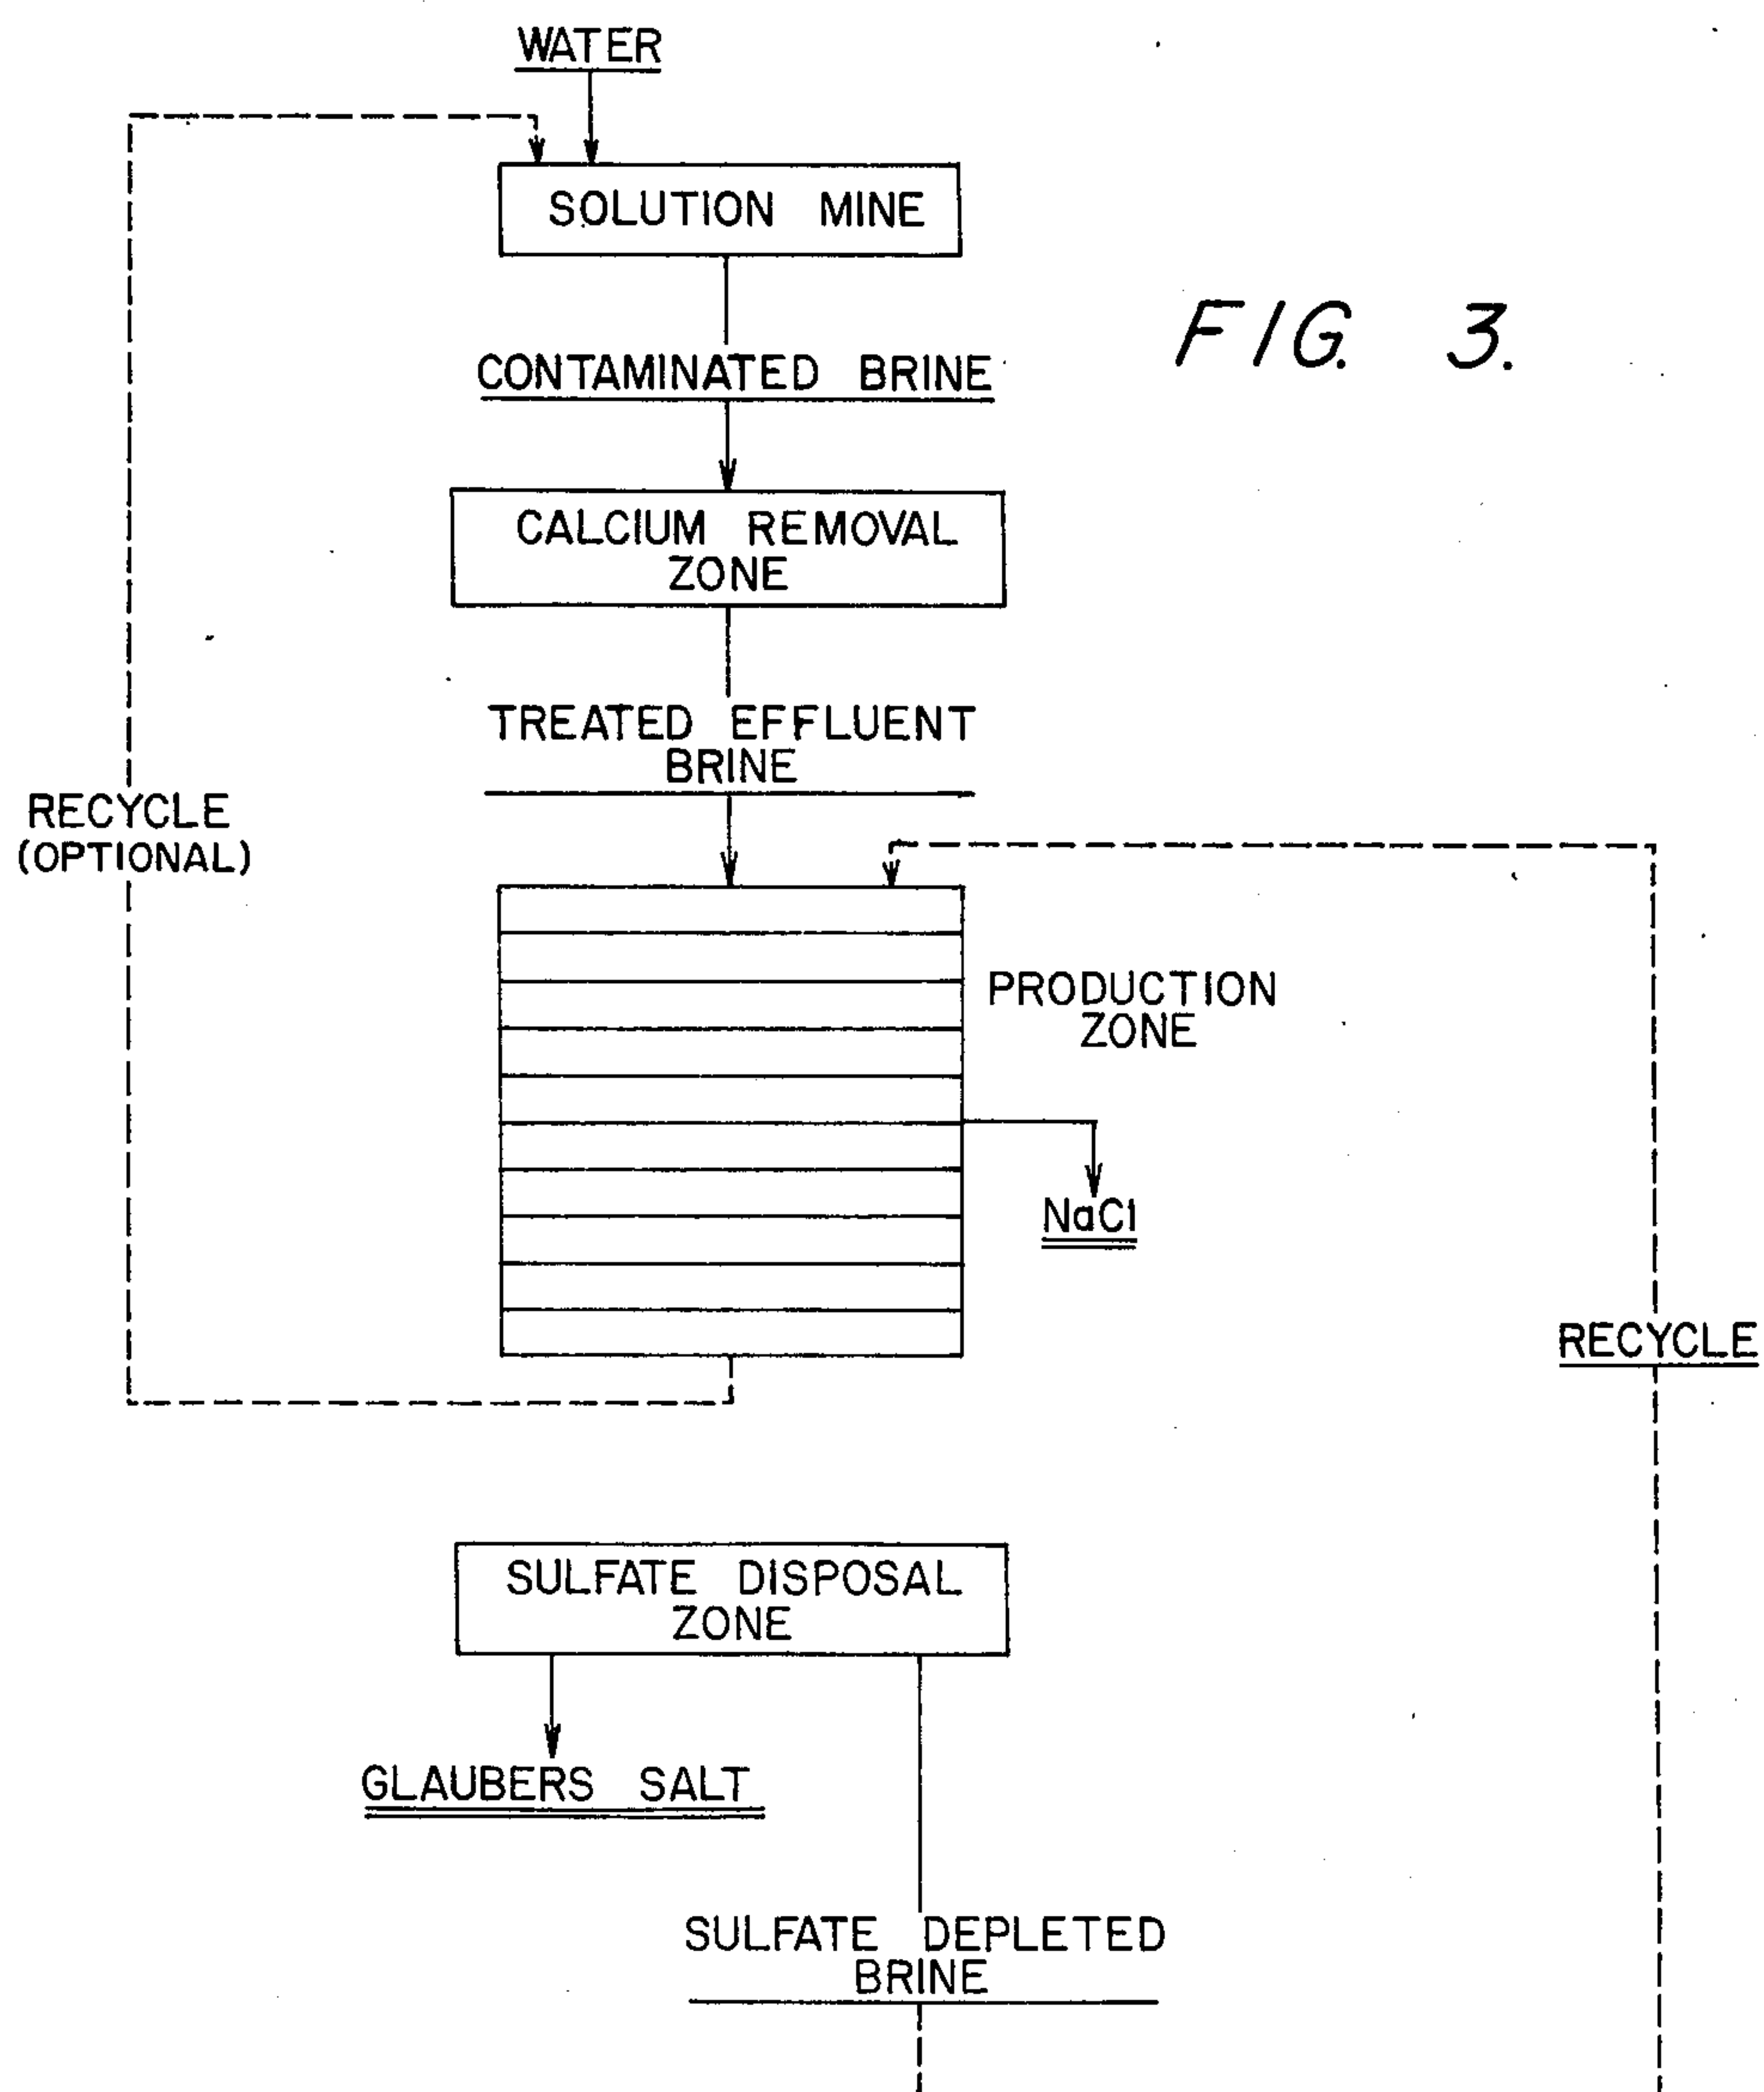 WATER
SOLUTION MINE
FIG. 3.
CONTAMINATED BRINE
CALCIUM REMOVAL
ZONE
TREATED EFFLUENT
BRINE
RECYCLE
(OPTIONAL)
PRODUCTION
ZONE
NaCl
RECYCLE
SULFATE DISPOSAL
ZONE
GLAUBERS SALT
SULFATE DEPLETED
BRINE